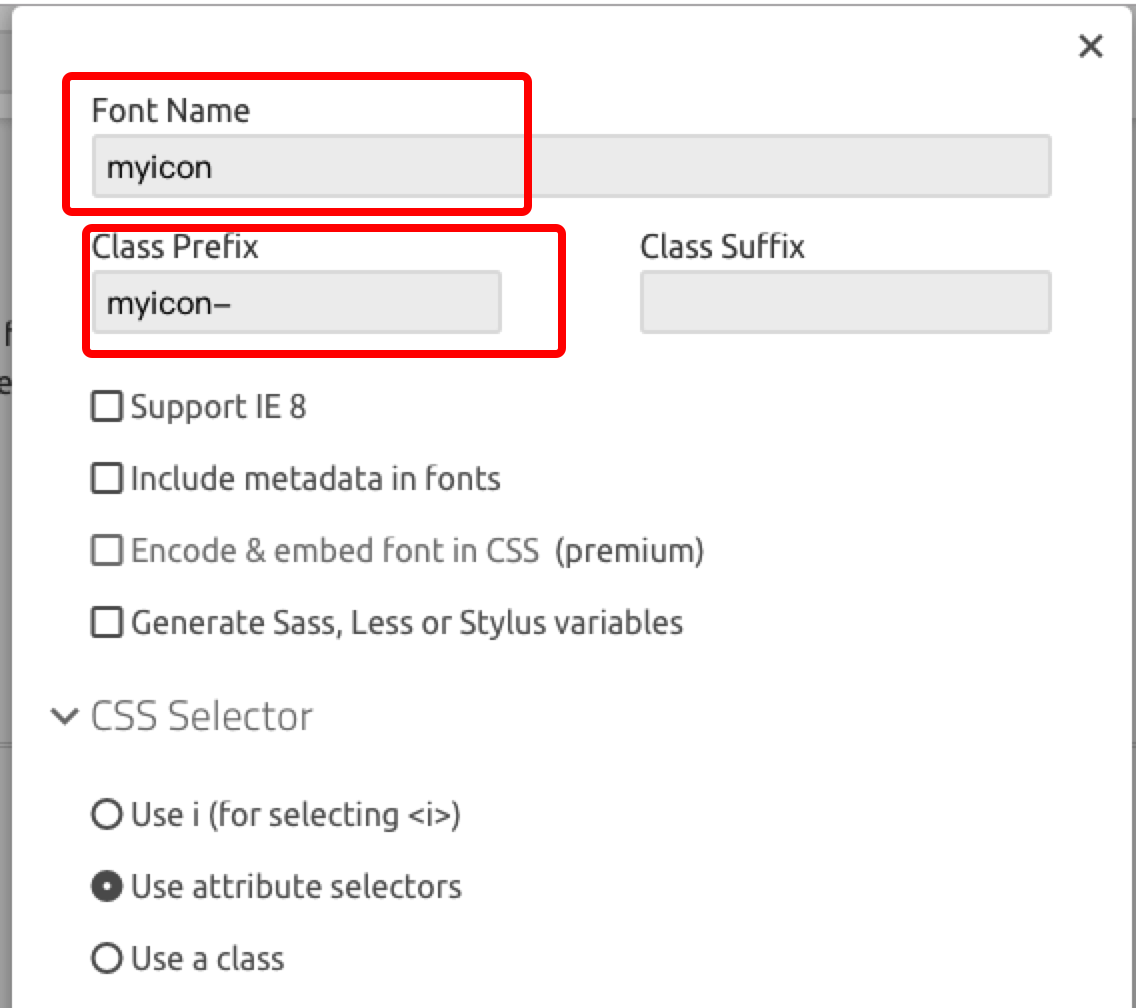 Font Name
myicon
Class Prefix
Class Suffix
myicon–
Support IE 8
Include metadata in fonts
Encode & embed font in CSS (premium)
Generate Sass, Less or Stylus variables
CSS Selector
Use i (for selecting <i>)
Use attribute selectors
Use a class